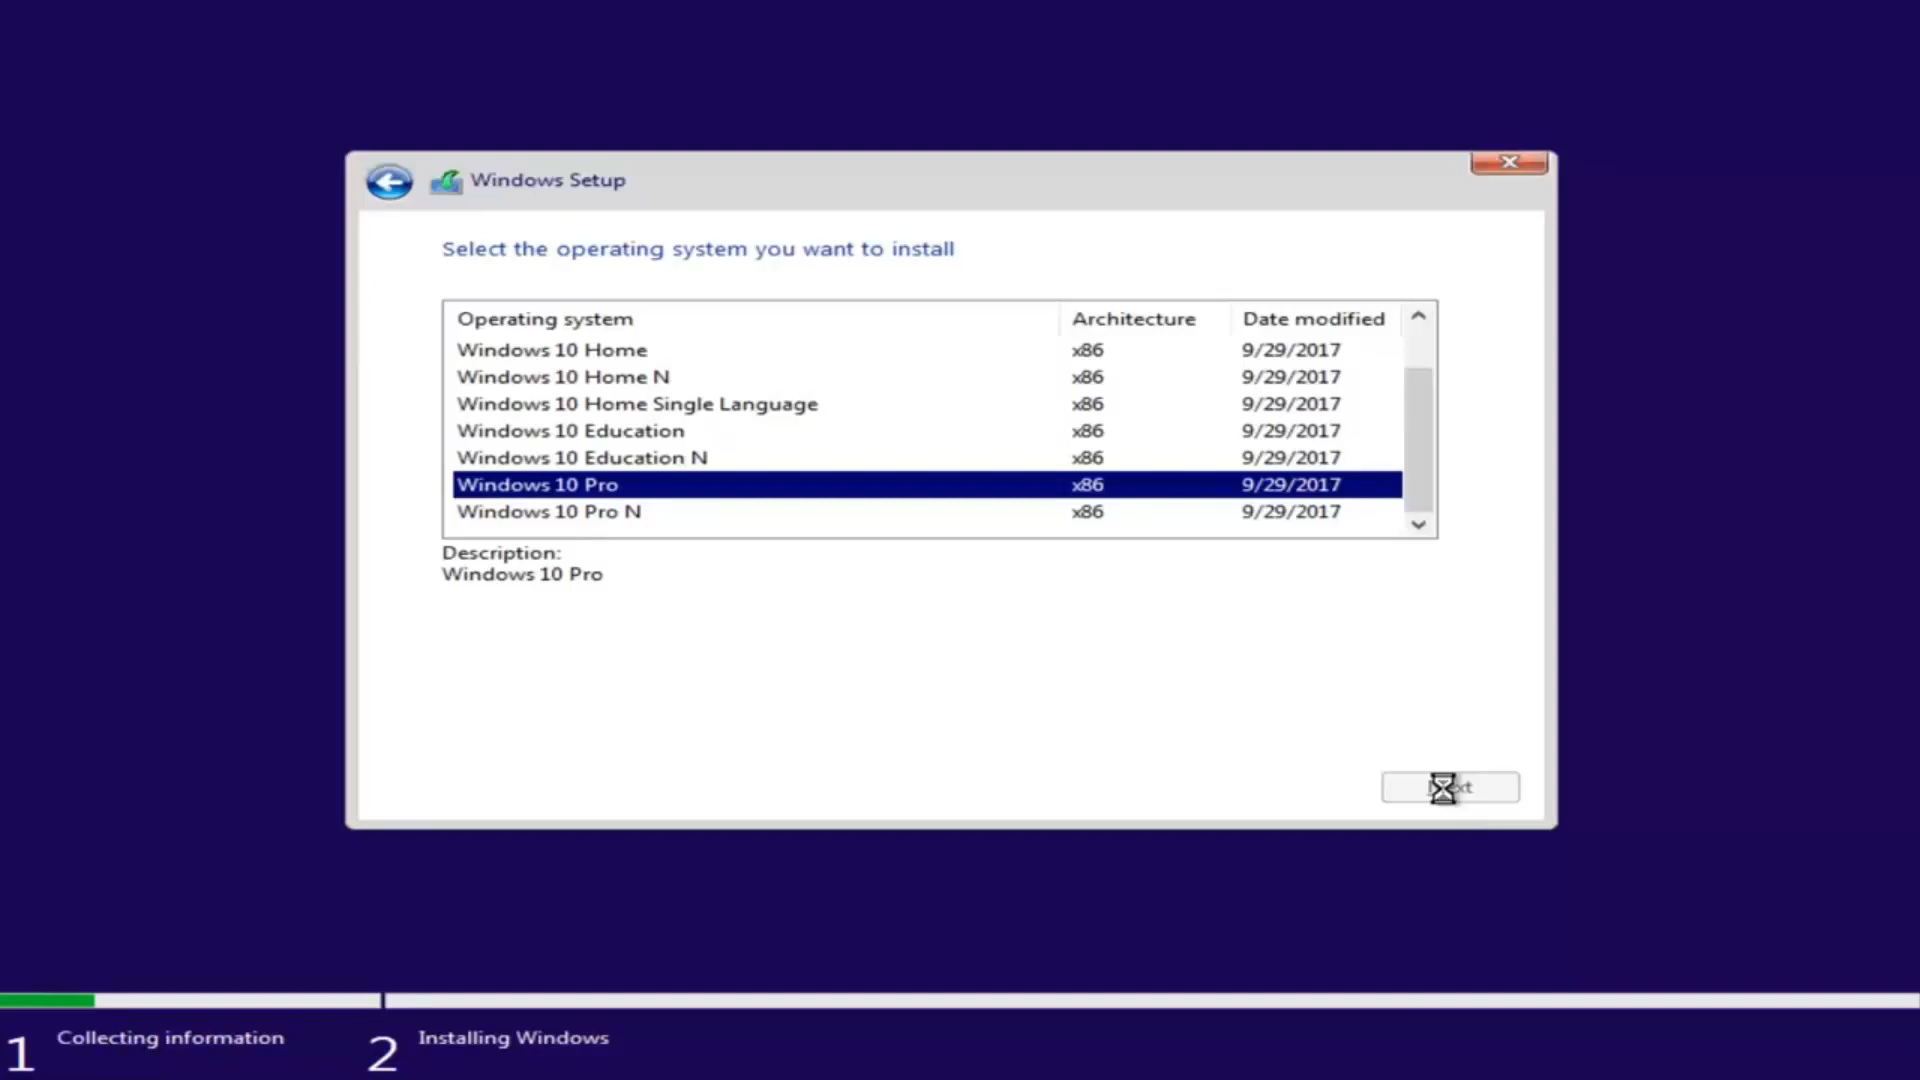 Windows Setup
Select the operating system you want to install
Operating system Architecture Date modified
Windows 10 Home x86 9/29/2017
Windows 10 Home N x86 9/29/2017
Windows 10 Home Single Language x86 9/29/2017
Windows 10 Education x86 9/29/2017
Windows 10 Education N x86 9/29/2017
Windows 10 Pro x86 9/29/2017
Windows 10 Pro N x86 9/29/2017
Description:
Windows 10 Pro
1 Collecting information 2 Installing Windows